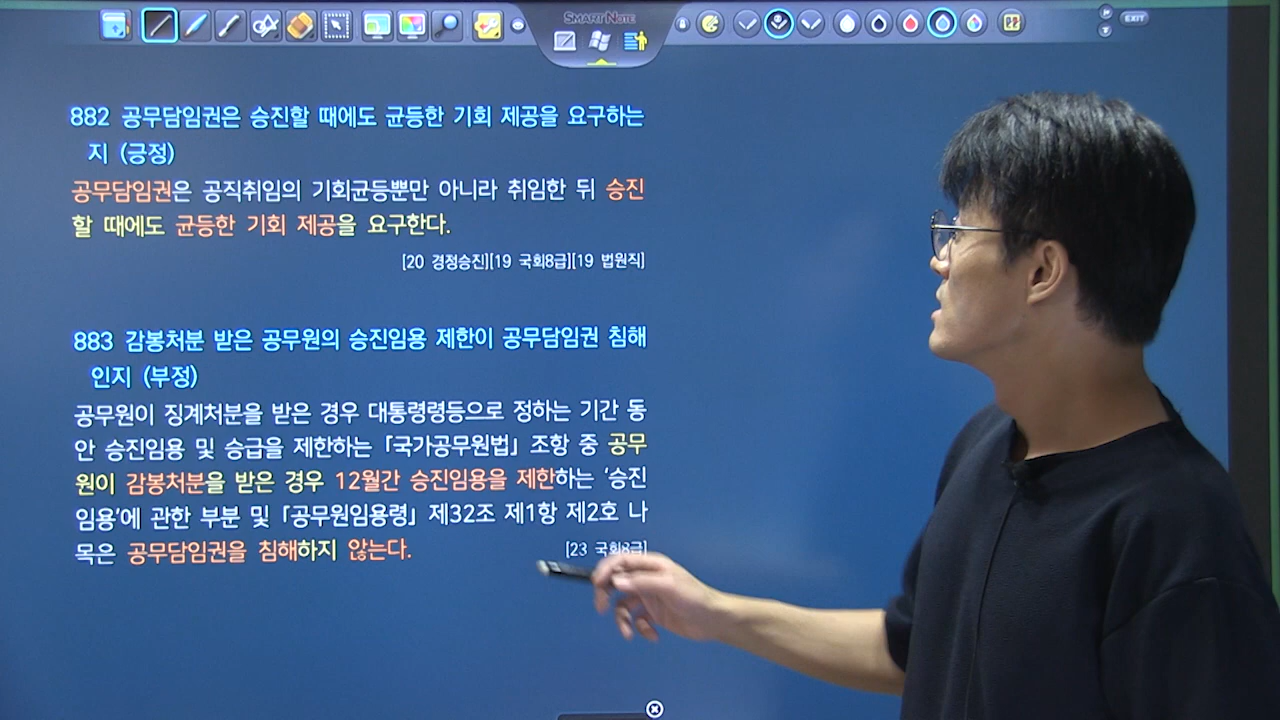 SMART NOTE
EXIT
882 공무담임권은 승진할 때에도 균등한 기회 제공을 요구하는
지 (긍정)
공무담임권은 공직취임의 기회균등뿐만 아니라 취임한 뒤 승진
할 때에도 균등한 기회 제공을 요구한다.
[20 경정승진][19 국회8급][19 법원직]
883 감봉처분 받은 공무원의 승진임용 제한이 공무담임권 침해
인지 (부정)
공무원이 징계처분을 받은 경우 대통령령등으로 정하는 기간 동
안 승진임용 및 승급을 제한하는 「국가공무원법」 조항 중 공무
원이 감봉처분을 받은 경우 12월간 승진임용을 제한하는 ‘승진
임용’에 관한 부분 및 「공무원임용령」 제32조 제1항 제2호 나
목은 공무담임권을 침해하지 않는다.
[23 국회8급]